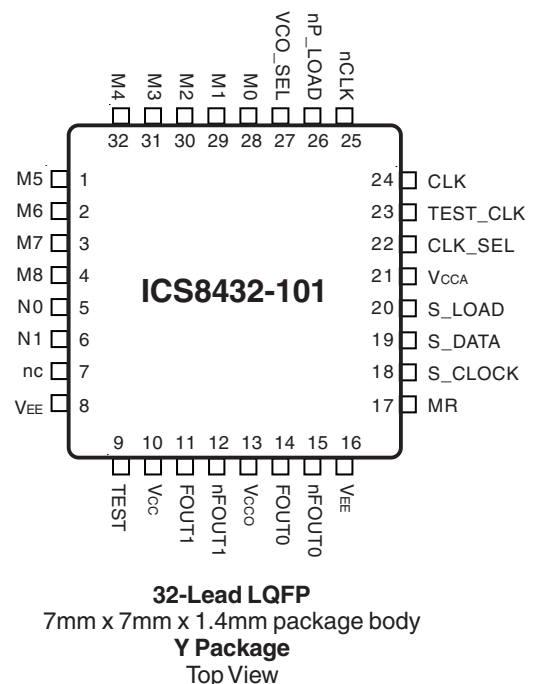 M4 M3 M2 M1 M0 VCO_SEL nP_LOAD nCLK
32 31 30 29 28 27 26 25
M5 1 24 CLK
M6 2 23 TEST_CLK
M7 3 22 CLK_SEL
M8 4 21 VCCA
ICS8432-101
N0 5 20 S_LOAD
N1 6 19 S_DATA
nc 7 18 S_CLOCK
VEE 8 17 MR
9 10 11 12 13 14 15 16
TEST VCC FOUT1 nFOUT1 VCCO FOUT0 nFOUT0 VEE
32-Lead LQFP
7mm x 7mm x 1.4mm package body
Y Package
Top View